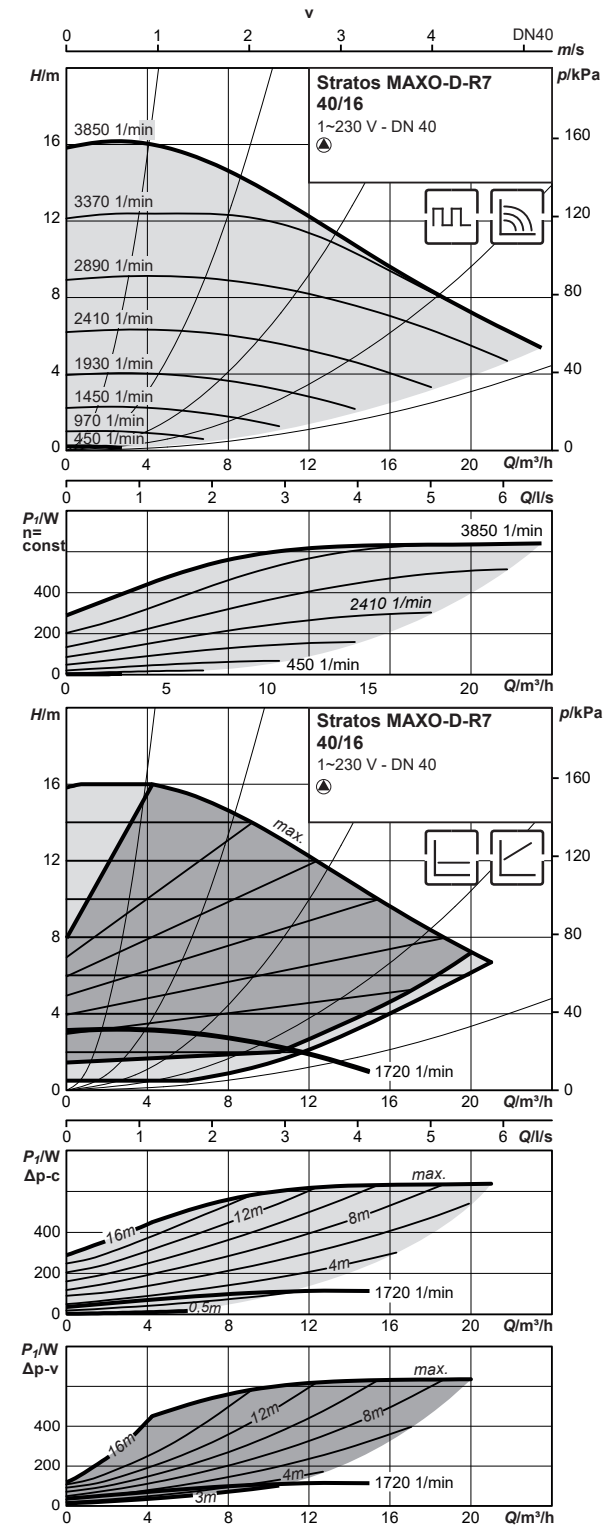 v
0 1 2 3 4 DN40
m/s
H/m
p/kPa
Stratos MAXO-D-R7
40/16
1~230 V - DN 40
3850 1/min
16
160
3370 1/min
12
120
2890 1/min
8
80
2410 1/min
1930 1/min
4
40
1450 1/min
970 1/min
450 1/min
0
0
0 4 8 12 16 20 Q/m³/h
0 1 2 3 4 5 6 Q/l/s
P₁/W
n=
const
3850 1/min
400
2410 1/min
200
450 1/min
0
0 5 10 15 20 Q/m³/h
H/m
p/kPa
Stratos MAXO-D-R7
40/16
1~230 V - DN 40
16
160
max.
12
120
8
80
4
40
1720 1/min
0
0
0 4 8 12 16 20 Q/m³/h
0 1 2 3 4 5 6 Q/l/s
P₁/W
Δp-c
max.
16m
12m
8m
400
200
4m
1720 1/min
0.5m
0
0 4 8 12 16 20 Q/m³/h
P₁/W
Δp-v
max.
16m
12m
8m
400
200
4m
1720 1/min
3m
0
0 4 8 12 16 20 Q/m³/h